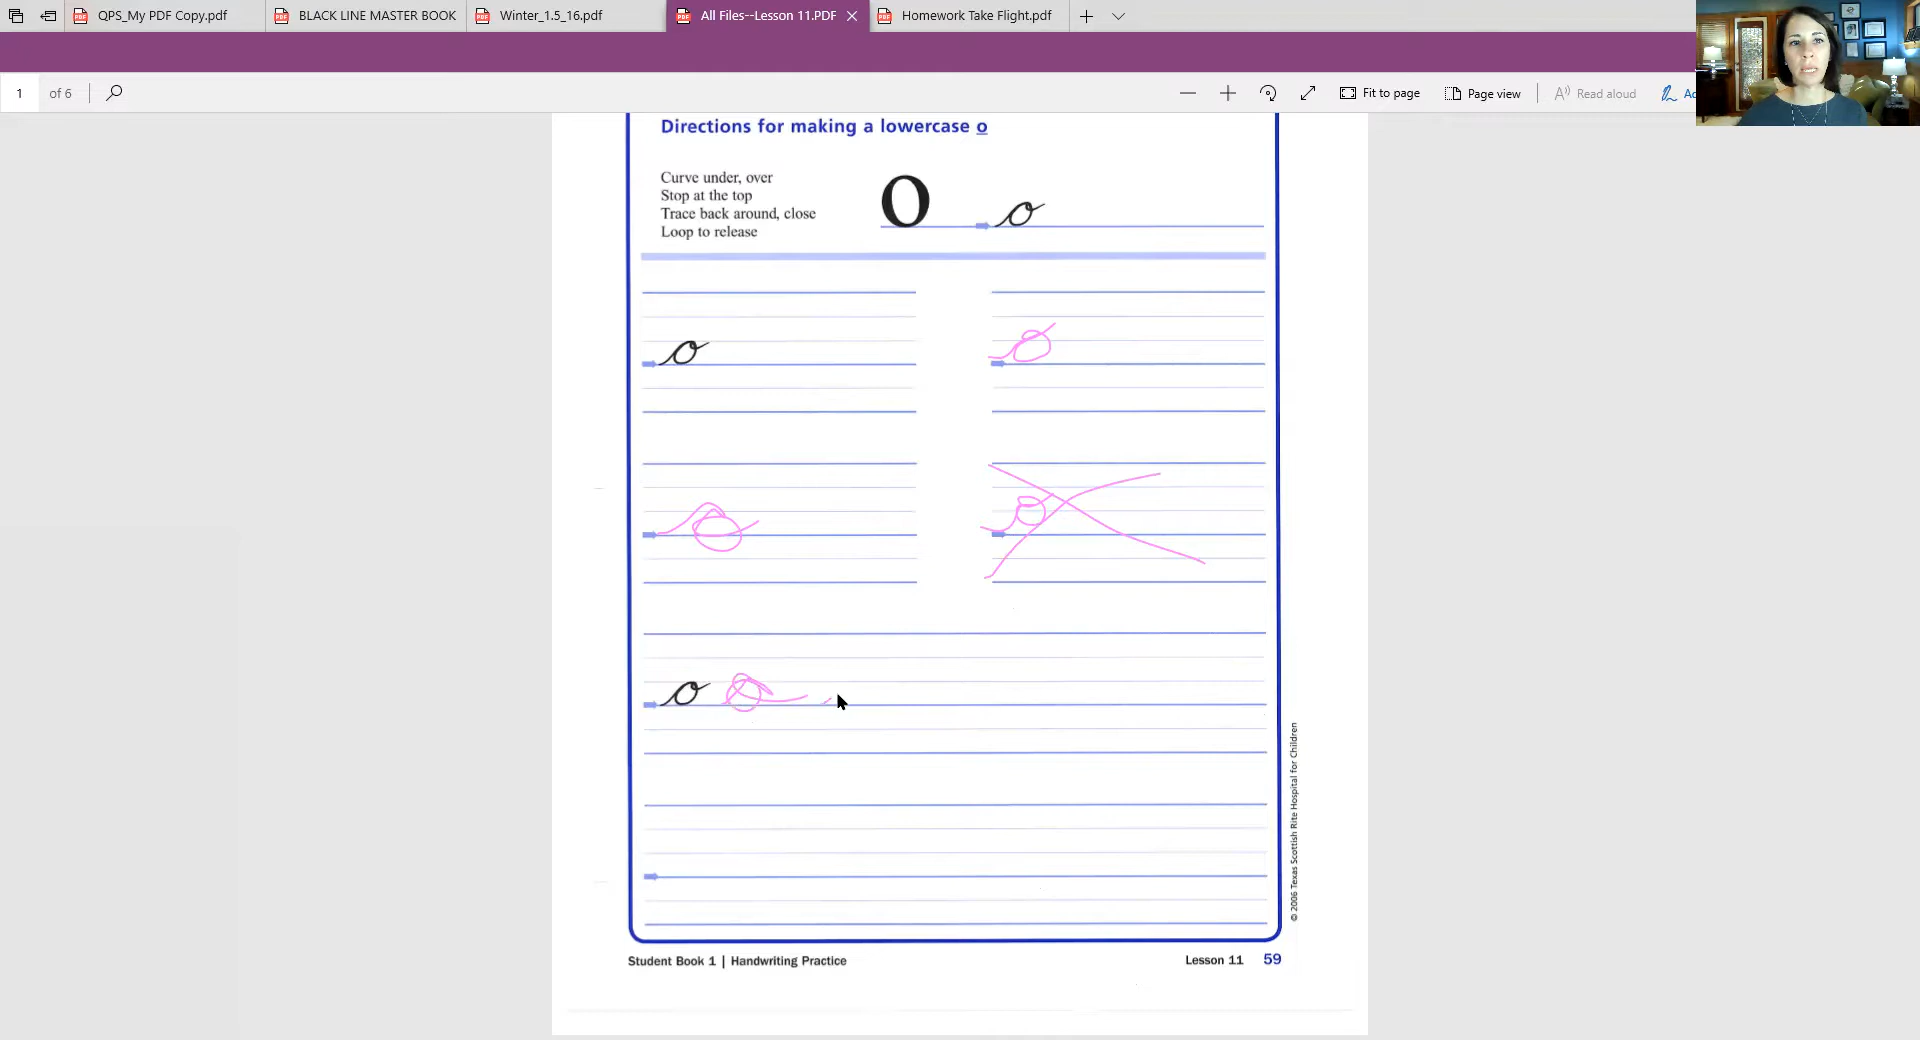 QPS_My PDF Copy.pdf
BLACK LINE MASTER BOOK
Winter_1.5_16.pdf
All Files--Lesson 11.PDF
Homework Take Flight.pdf
1 of 6
Fit to page
Page view
Read aloud
Directions for making a lowercase o
Curve under, over
Stop at the top
Trace back around, close
Loop to release
o o
o o
o o
o o
© 2006 Texas Scottish Rite Hospital for Children
Student Book 1 | Handwriting Practice
Lesson 11 59